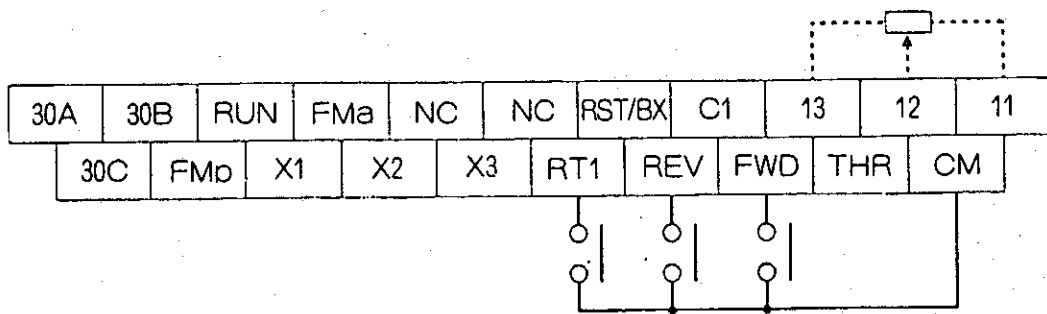 30A 30B RUN FMa NC NC RST/BX C1 13 12 11
30C FMp X1 X2 X3 RT1 REV FWD THR CM